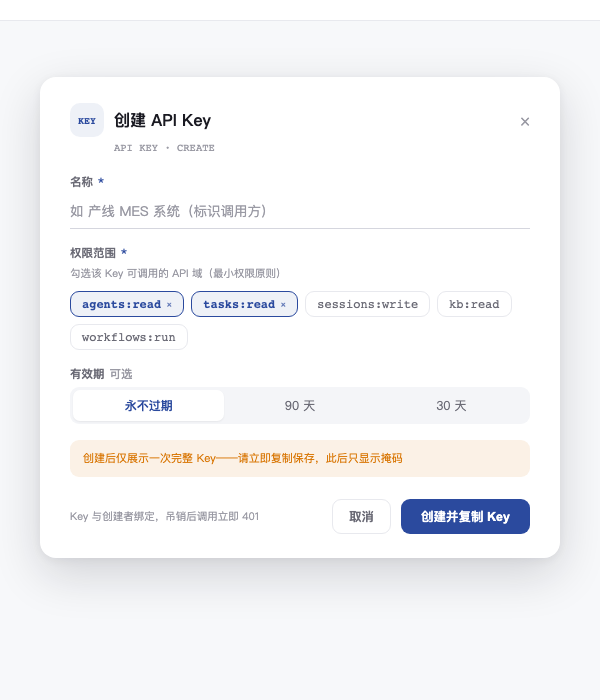 KEY 创建 API Key ×
API KEY · CREATE
名称 *
如 产线 MES 系统（标识调用方）
权限范围 *
勾选该 Key 可调用的 API 域（最小权限原则）
agents:read × tasks:read × sessions:write kb:read
workflows:run
有效期 可选
永不过期 90 天 30 天
创建后仅展示一次完整 Key——请立即复制保存，此后只显示掩码
Key 与创建者绑定，吊销后调用立即 401 取消 创建并复制 Key